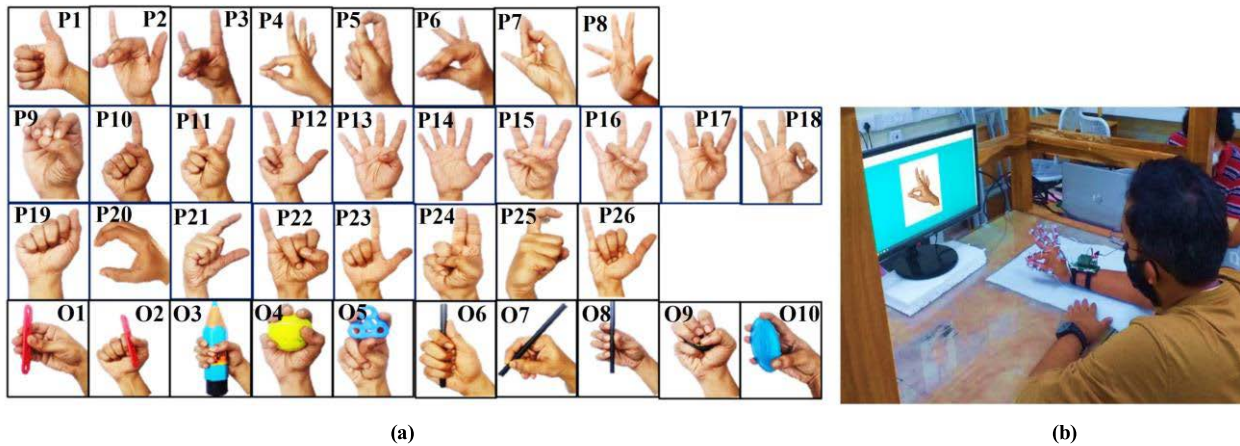 P1 P2 P3 P4 P5 P6 P7 P8
P9 P10 P11 P12 P13 P14 P15 P16 P17 P18
P19 P20 P21 P22 P23 P24 P25 P26
O1 O2 O3 O4 O5 O6 O7 O8 O9 O10
(a) (b)